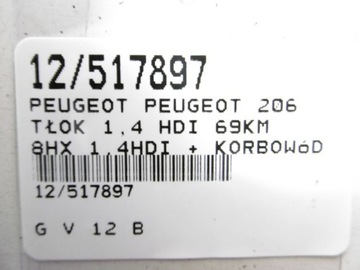 12/517897
PEUGEOT PEUGEOT 206
TŁOK 1,4 HDI 69KM
8HX 1,4HDI + KORBOWóD
12/517897
G V 12 B